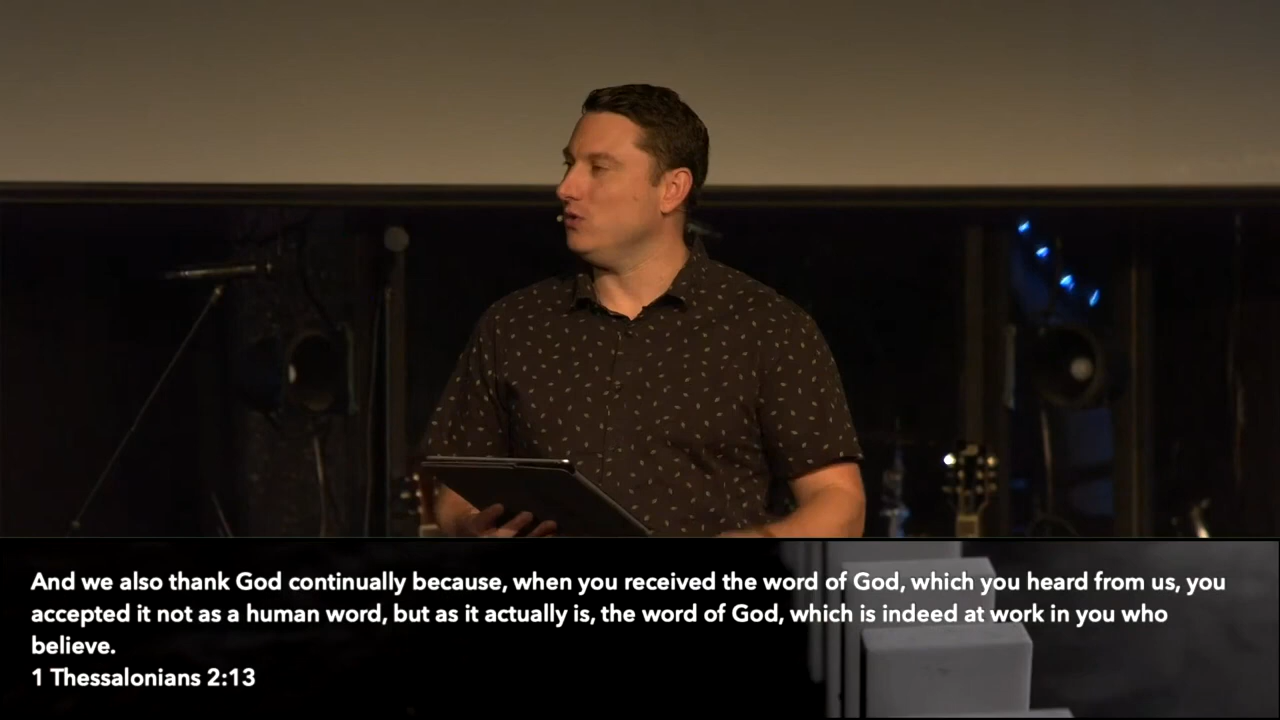 And we also thank God continually because, when you received the word of God, which you heard from us, you
accepted it not as a human word, but as it actually is, the word of God, which is indeed at work in you who
believe.
1 Thessalonians 2:13